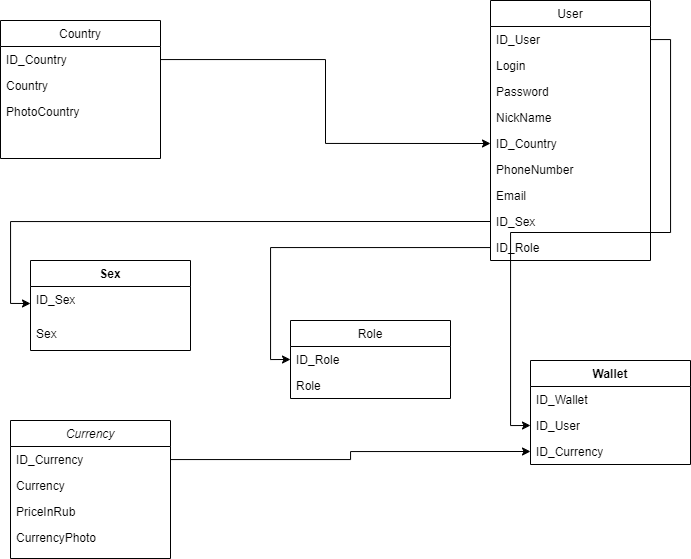 Country
ID_Country
Country
PhotoCountry
User
ID_User
Login
Password
NickName
ID_Country
PhoneNumber
Email
ID_Sex
ID_Role
Sex
ID_Sex
Sex
Role
ID_Role
Role
Wallet
ID_Wallet
ID_User
ID_Currency
Currency
ID_Currency
Currency
PriceInRub
CurrencyPhoto